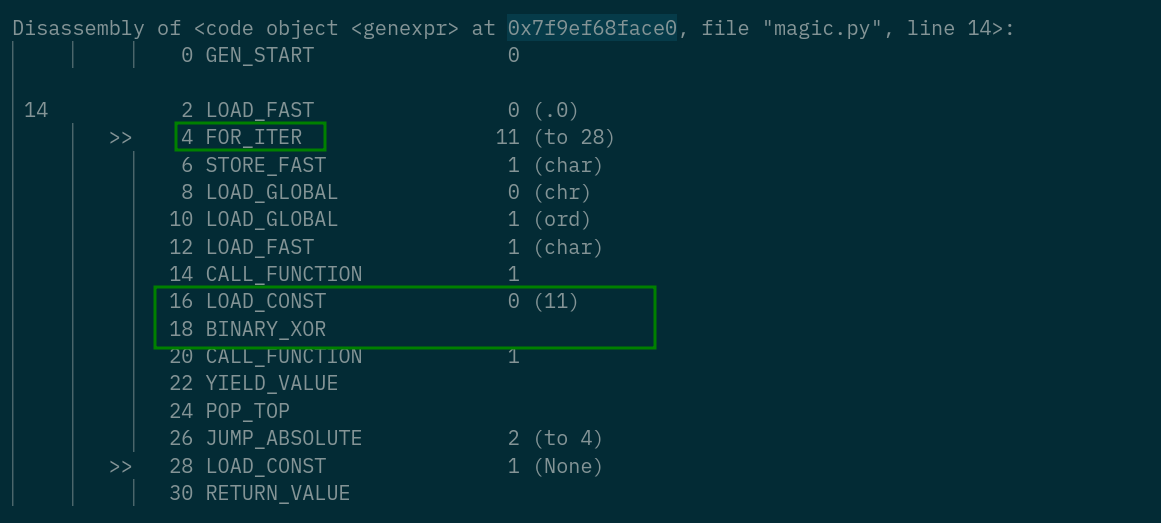 Disassembly of <code object <genexpr> at 0x7f9ef68face0, file "magic.py", line 14>:
0 GEN_START 0
14 2 LOAD_FAST 0 (.0)
>> 4 FOR_ITER 11 (to 28)
6 STORE_FAST 1 (char)
8 LOAD_GLOBAL 0 (chr)
10 LOAD_GLOBAL 1 (ord)
12 LOAD_FAST 1 (char)
14 CALL_FUNCTION 1
16 LOAD_CONST 0 (11)
18 BINARY_XOR
20 CALL_FUNCTION 1
22 YIELD_VALUE
24 POP_TOP
26 JUMP_ABSOLUTE 2 (to 4)
>> 28 LOAD_CONST 1 (None)
30 RETURN_VALUE